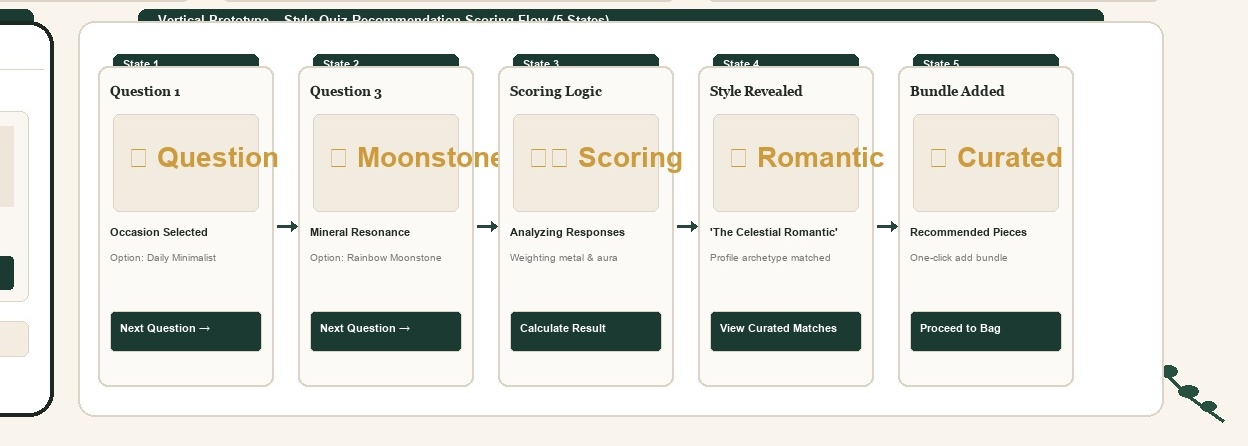 Vertical Prototype – Style Quiz Recommendation Scoring Flow (5 States)
State 1
Question 1
Question
Occasion Selected
Option: Daily Minimalist
Next Question →
State 2
Question 3
Moonstone
Mineral Resonance
Option: Rainbow Moonstone
Next Question →
State 3
Scoring Logic
Scoring
Analyzing Responses
Weighting metal & aura
Calculate Result
State 4
Style Revealed
Romantic
'The Celestial Romantic'
Profile archetype matched
View Curated Matches
State 5
Bundle Added
Curated
Recommended Pieces
One-click add bundle
Proceed to Bag